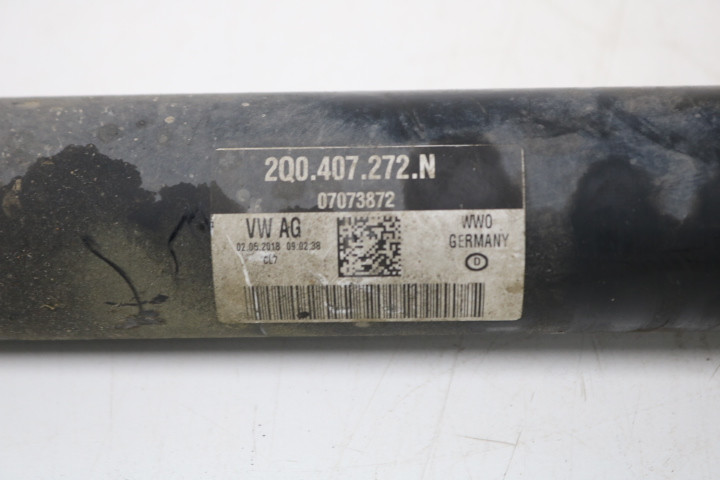 2Q0.407.272.N
07073872
VW AG
02.05.2018 09:02:38
CL7
WWO
GERMANY
D